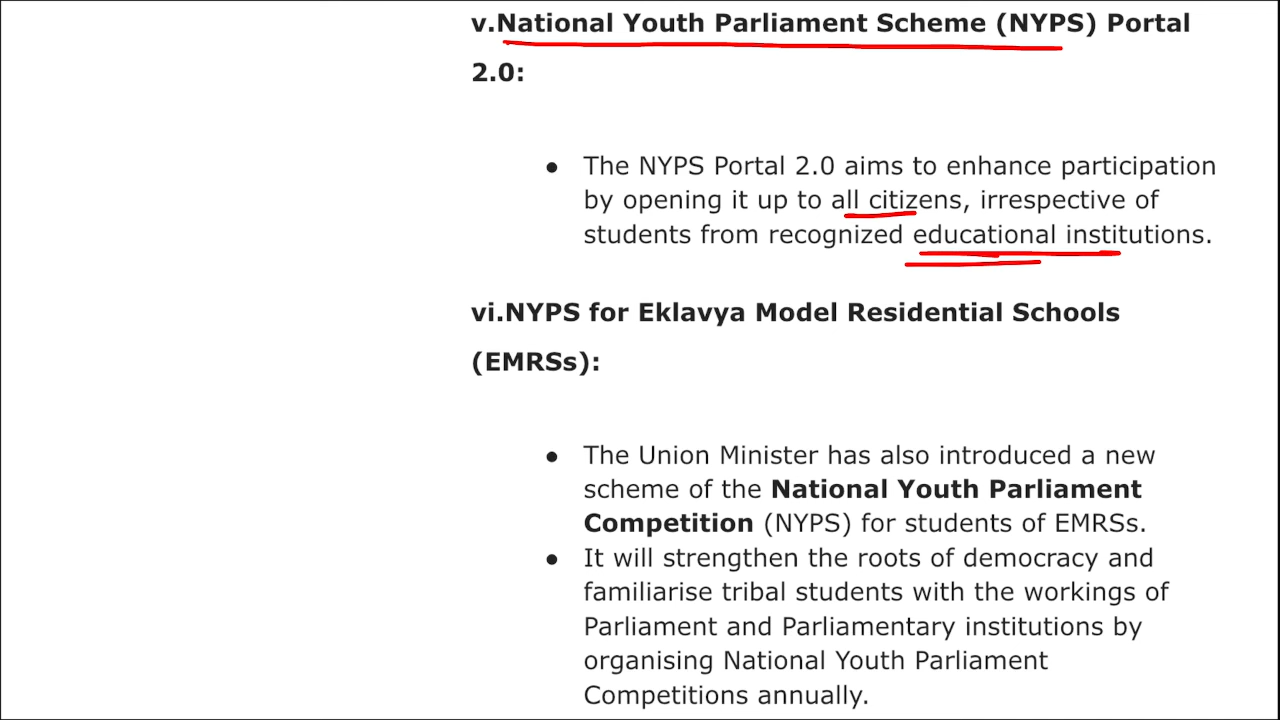 v.National Youth Parliament Scheme (NYPS) Portal
2.0:
● The NYPS Portal 2.0 aims to enhance participation
by opening it up to all citizens, irrespective of
students from recognized educational institutions.
vi.NYPS for Eklavya Model Residential Schools
(EMRSs):
● The Union Minister has also introduced a new
scheme of the National Youth Parliament
Competition (NYPS) for students of EMRSs.
● It will strengthen the roots of democracy and
familiarise tribal students with the workings of
Parliament and Parliamentary institutions by
organising National Youth Parliament
Competitions annually.